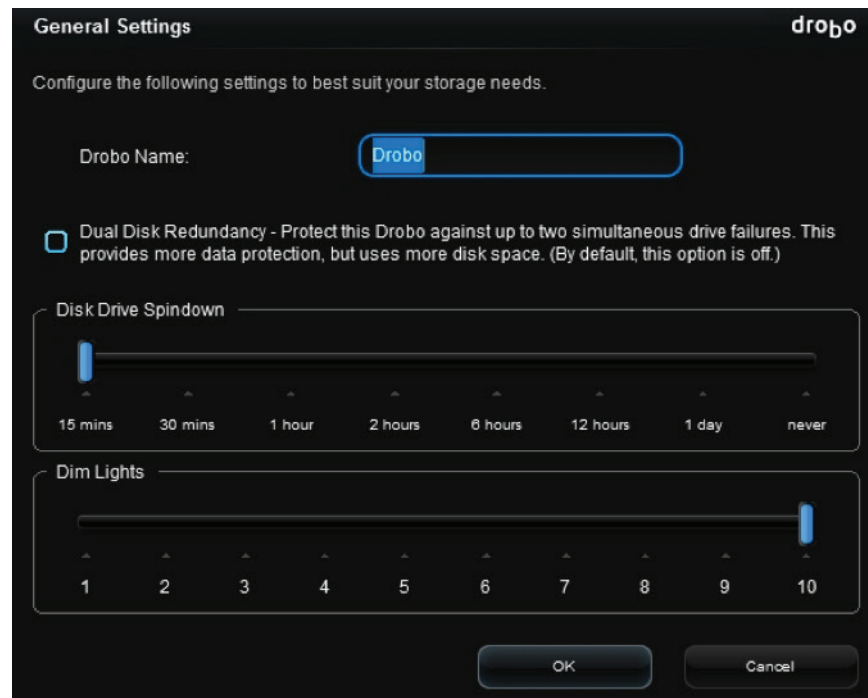 General Settings
drobo
Configure the following settings to best suit your storage needs.
Drobo Name:
Drobo
Dual Disk Redundancy - Protect this Drobo against up to two simultaneous drive failures. This
provides more data protection, but uses more disk space. (By default, this option is off.)
Disk Drive Spindown
15 mins 30 mins 1 hour 2 hours 6 hours 12 hours 1 day never
Dim Lights
1 2 3 4 5 6 7 8 9 10
OK Cancel